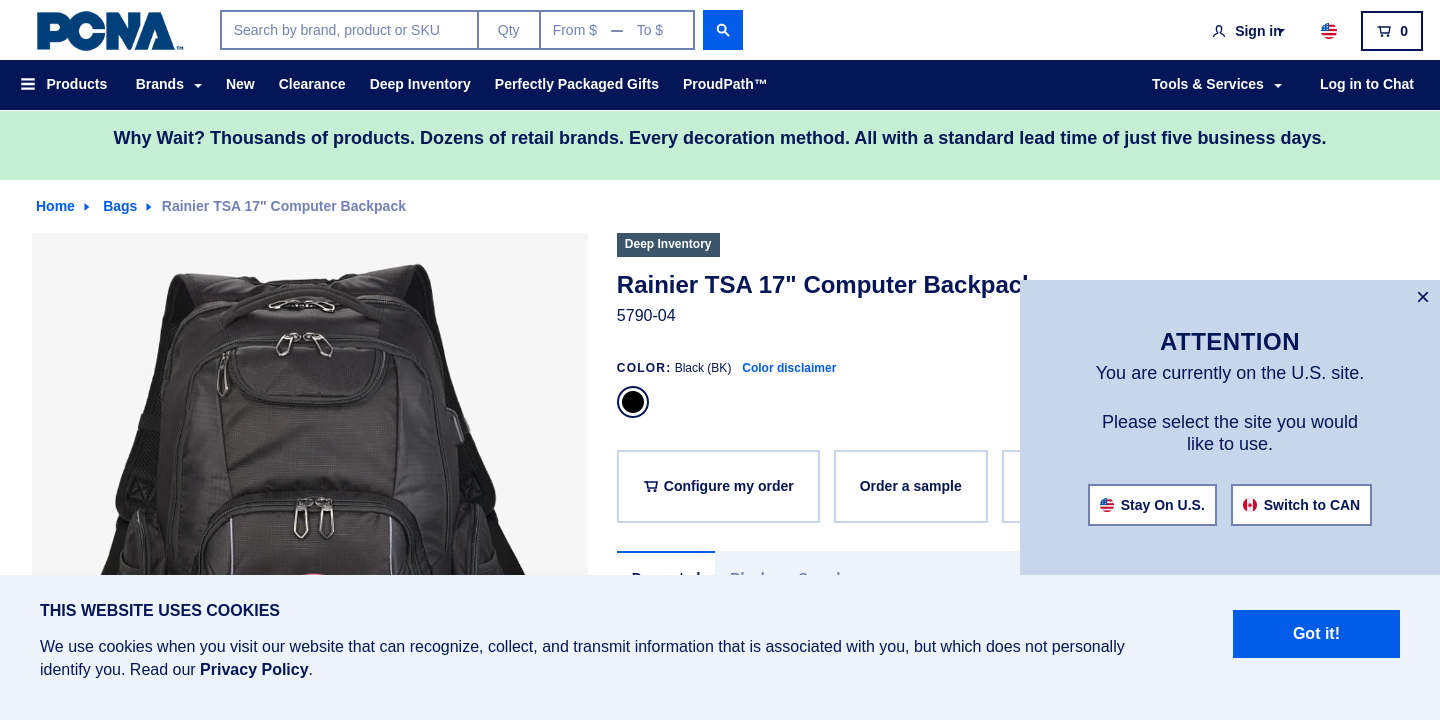 PCNA™
Search by brand, product or SKU
Qty
From $ — To $
Sign in
0
Products
Brands
New
Clearance
Deep Inventory
Perfectly Packaged Gifts
ProudPath™
Tools & Services
Log in to Chat
Why Wait? Thousands of products. Dozens of retail brands. Every decoration method. All with a standard lead time of just five business days.
Home
Bags
Rainier TSA 17" Computer Backpack
Deep Inventory
Rainier TSA 17" Computer Backpack
5790-04
COLOR: Black (BK) Color disclaimer
Configure my order
Order a sample
×
ATTENTION
You are currently on the U.S. site.
Please select the site you would
like to use.
Stay On U.S.
Switch to CAN
THIS WEBSITE USES COOKIES
We use cookies when you visit our website that can recognize, collect, and transmit information that is associated with you, but which does not personally
identify you. Read our Privacy Policy.
Got it!